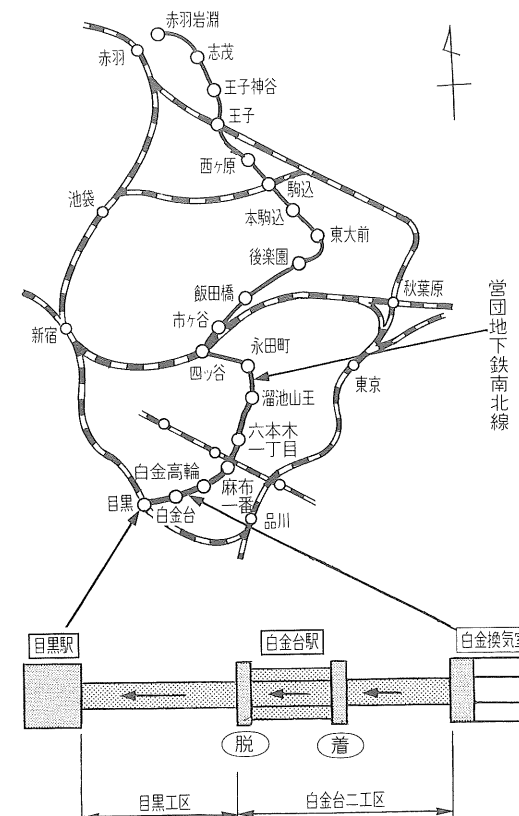 赤羽岩淵
赤羽
志茂
王子神谷
王子
西ヶ原
駒込
池袋
本駒込
東大前
後楽園
飯田橋
秋葉原
市ヶ谷
新宿
永田町
四ッ谷
東京
溜池山王
営団地下鉄南北線
六本木
一丁目
白金高輪
麻布
一番
目黒
白金台
品川
目黒駅
白金台駅
白金換気室
脱
着
目黒工区
白金台二工区